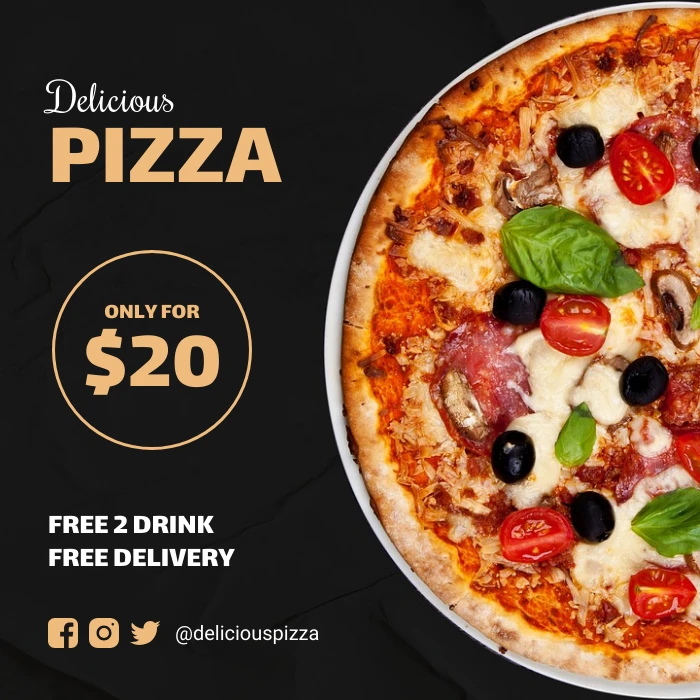 Delicious
PIZZA
ONLY FOR
$20
FREE 2 DRINK
FREE DELIVERY
@deliciouspizza